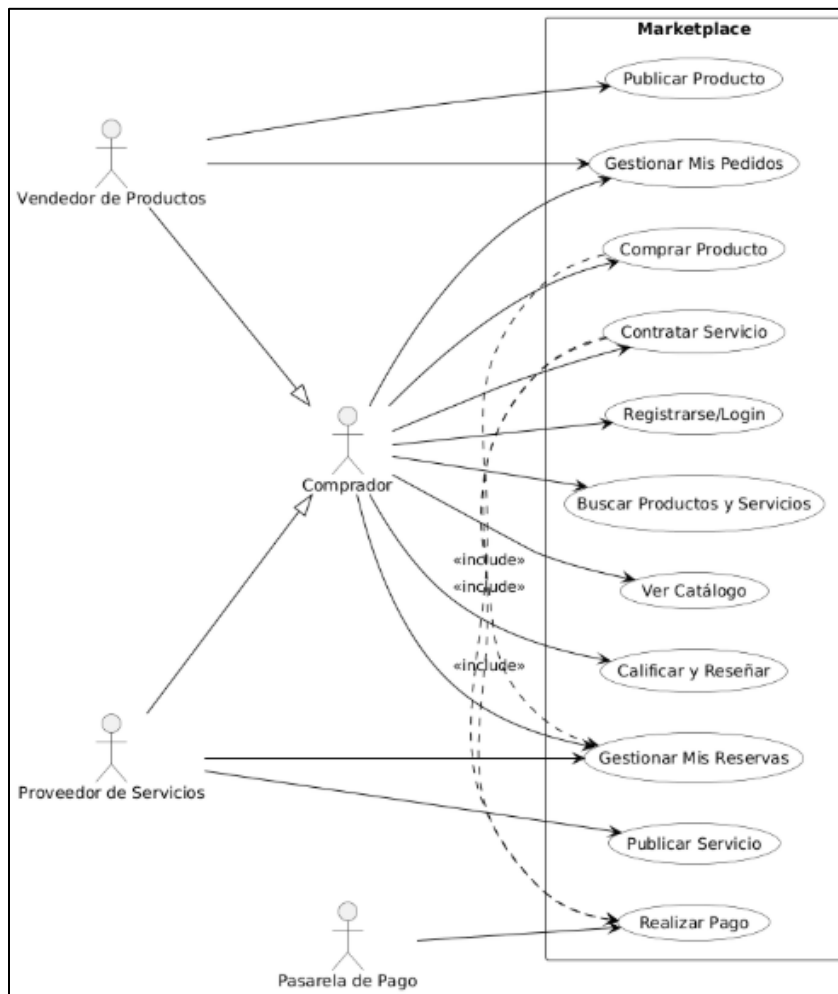 Marketplace
Publicar Producto
Vendedor de Productos
Gestionar Mis Pedidos
Comprar Producto
Contratar Servicio
Registrarse/Login
Comprador
Buscar Productos y Servicios
«include»
Ver Catálogo
«include»
Calificar y Reseñar
«include»
Gestionar Mis Reservas
Proveedor de Servicios
Publicar Servicio
Realizar Pago
Pasarela de Pago